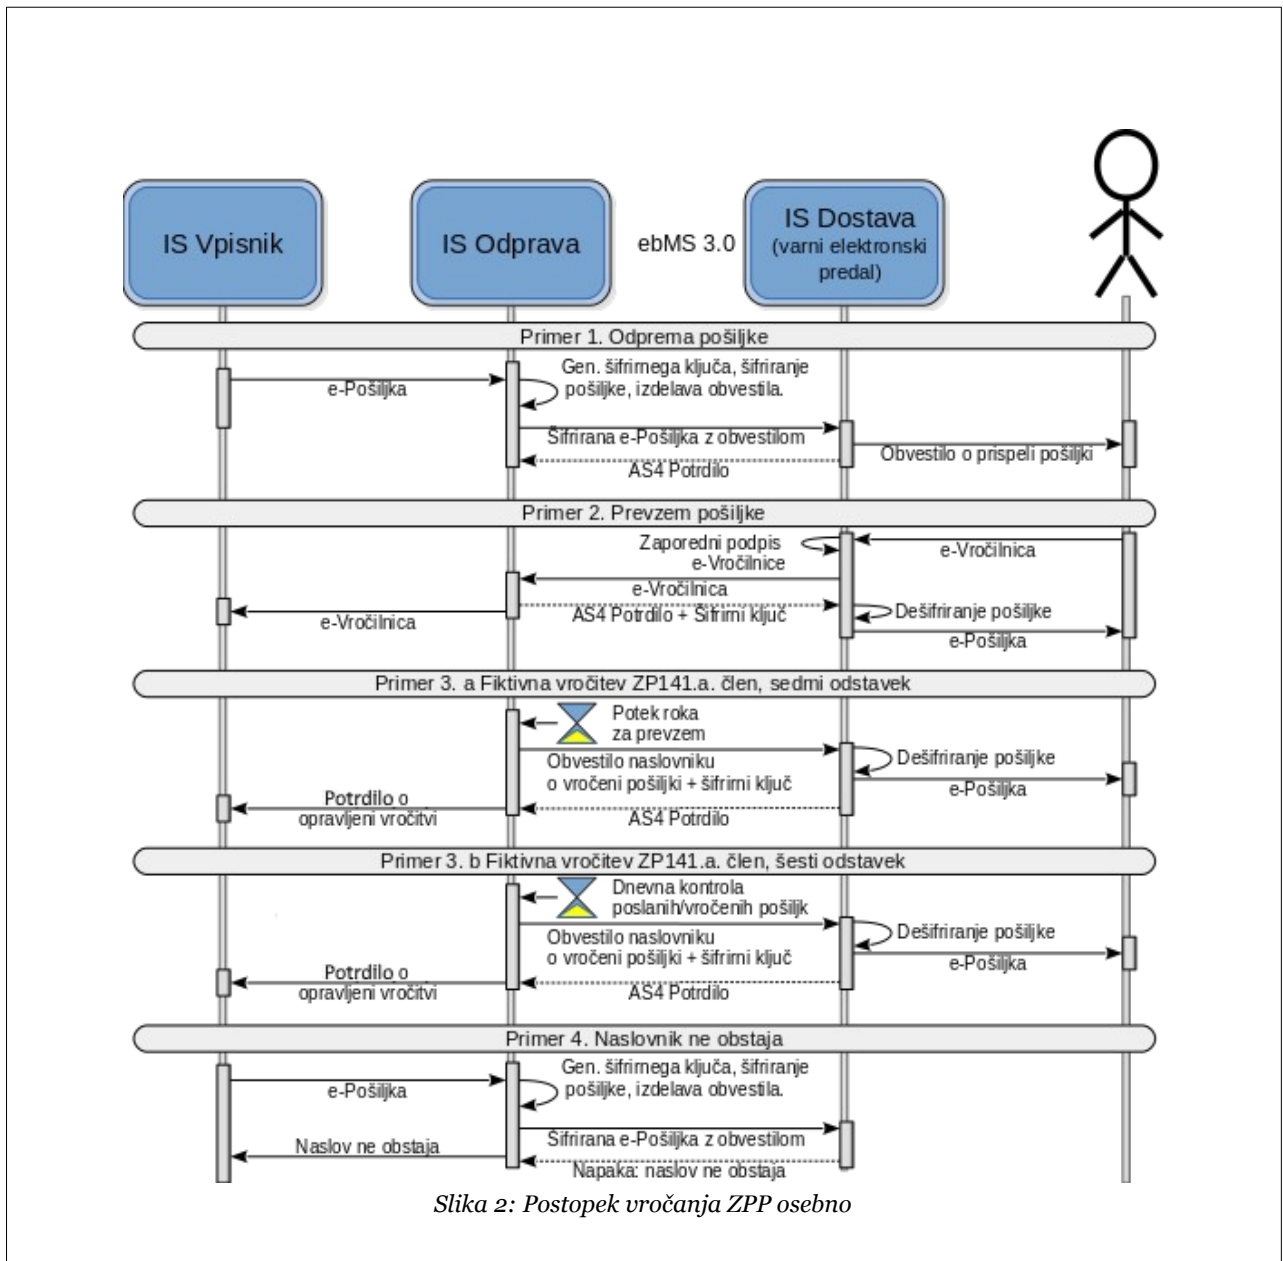 IS Vpisnik
IS Odprava
ebMS 3.0
IS Dostava
(varni elektronski
predal)
Primer 1. Odprema pošiljke
e-Pošiljka
Gen. šifrirnega ključa, šifriranje
pošiljke, izdelava obvestila.
Šifrirana e-Pošiljka z obvestilom
AS4 Potrdilo
Obvestilo o prispeli pošiljki
Primer 2. Prevzem pošiljke
Zaporedni podpis
e-Vročilnice
e-Vročilnica
e-Vročilnica
AS4 Potrdilo + Šifrirni ključ
e-Vročilnica
Dešifriranje pošiljke
e-Pošiljka
Primer 3. a Fiktivna vročitev ZP141.a. člen, sedmi odstavek
Potek roka
za prevzem
Obvestilo naslovniku
o vročeni pošiljki + šifrirni ključ
Dešifriranje pošiljke
e-Pošiljka
Potrdilo o
opravljeni vročitvi
AS4 Potrdilo
Primer 3. b Fiktivna vročitev ZP141.a. člen, šesti odstavek
Dnevna kontrola
poslanih/vročenih pošiljk
Obvestilo naslovniku
o vročeni pošiljki + šifrirni ključ
Dešifriranje pošiljke
e-Pošiljka
Potrdilo o
opravljeni vročitvi
AS4 Potrdilo
Primer 4. Naslovnik ne obstaja
e-Pošiljka
Gen. šifrirnega ključa, šifriranje
pošiljke, izdelava obvestila.
Šifrirana e-Pošiljka z obvestilom
Naslov ne obstaja
Napaka: naslov ne obstaja
Slika 2: Postopek vročanja ZPP osebno